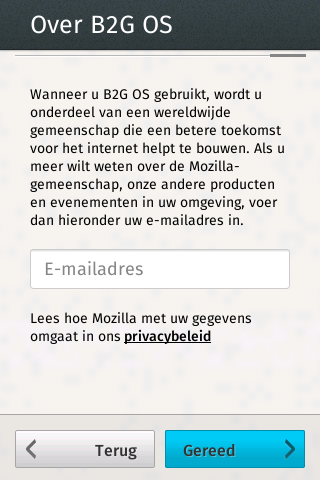 Over B2G OS
Wanneer u B2G OS gebruikt, wordt u
onderdeel van een wereldwijde
gemeenschap die een betere toekomst
voor het internet helpt te bouwen. Als u
meer wilt weten over de Mozilla-
gemeenschap, onze andere producten
en evenementen in uw omgeving, voer
dan hieronder uw e-mailadres in.
E-mailadres
Lees hoe Mozilla met uw gegevens
omgaat in ons privacybeleid
Terug
Gereed